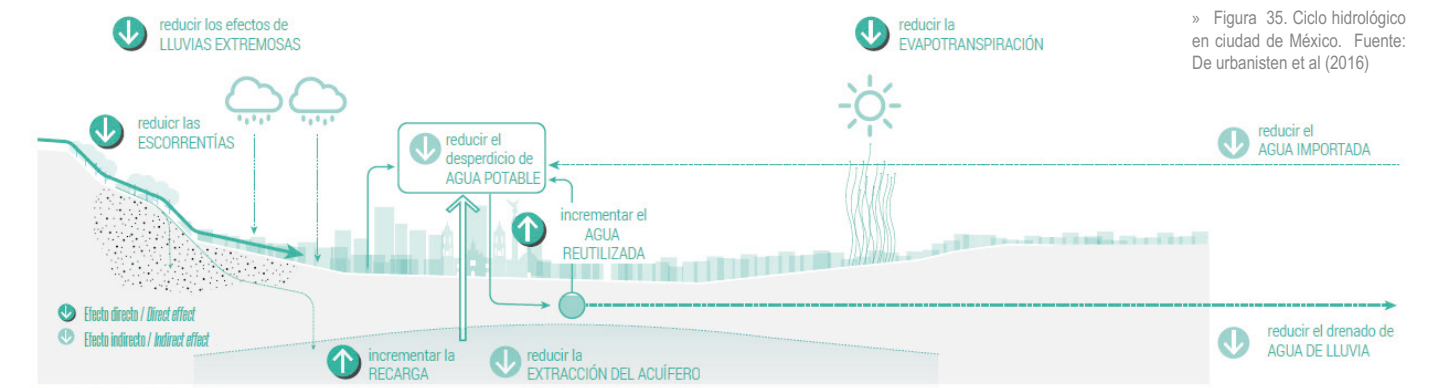 reducir los efectos de
LLUVIAS EXTREMOSAS
reducir la
EVAPOTRANSPIRACIÓN
» Figura 35. Ciclo hidrológico
en ciudad de México. Fuente:
De urbanisten et al (2016)
reduicr las
ESCORRENTÍAS
reducir el
desperdicio de
AGUA POTABLE
reducir el
AGUA IMPORTADA
incrementar el
AGUA
REUTILIZADA
Efecto directo / Direct effect
Efecto indirecto / Indirect effect
incrementar la
RECARGA
reducir la
EXTRACCIÓN DEL ACUÍFERO
reducir el drenado de
AGUA DE LLUVIA